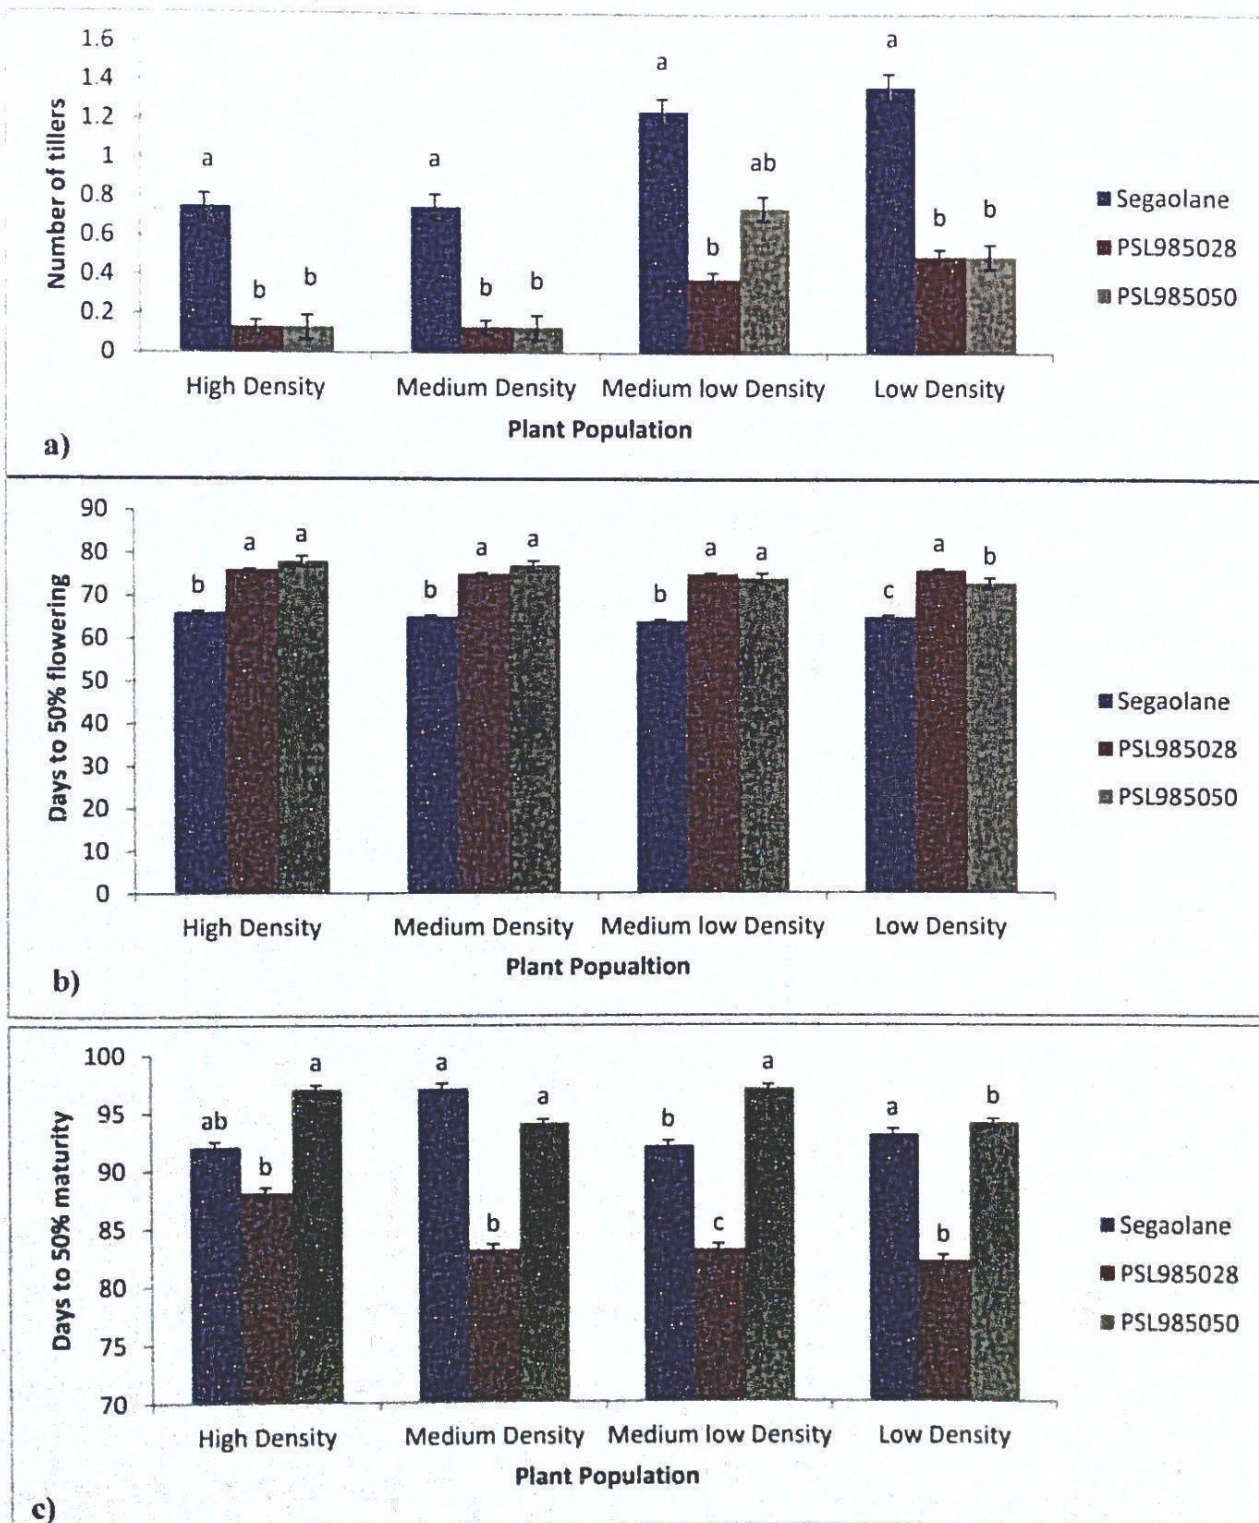 1.6
1.4
1.2
1
0.8
0.6
0.4
0.2
0
Number of tillers
a b b
a b b
a b ab
a b b
High Density Medium Density Medium low Density Low Density
Plant Population
Segaolane
PSL985028
PSL985050
a)
90
80
70
60
50
40
30
20
10
0
Days to 50% flowering
b a a
b a a
b a a
c a b
High Density Medium Density Medium low Density Low Density
Plant Popualtion
Segaolane
PSL985028
PSL985050
b)
100
95
90
85
80
75
70
Days to 50% maturity
ab b a
a b a
b c a
a b b
High Density Medium Density Medium low Density Low Density
Plant Population
Segaolane
PSL985028
PSL985050
c)